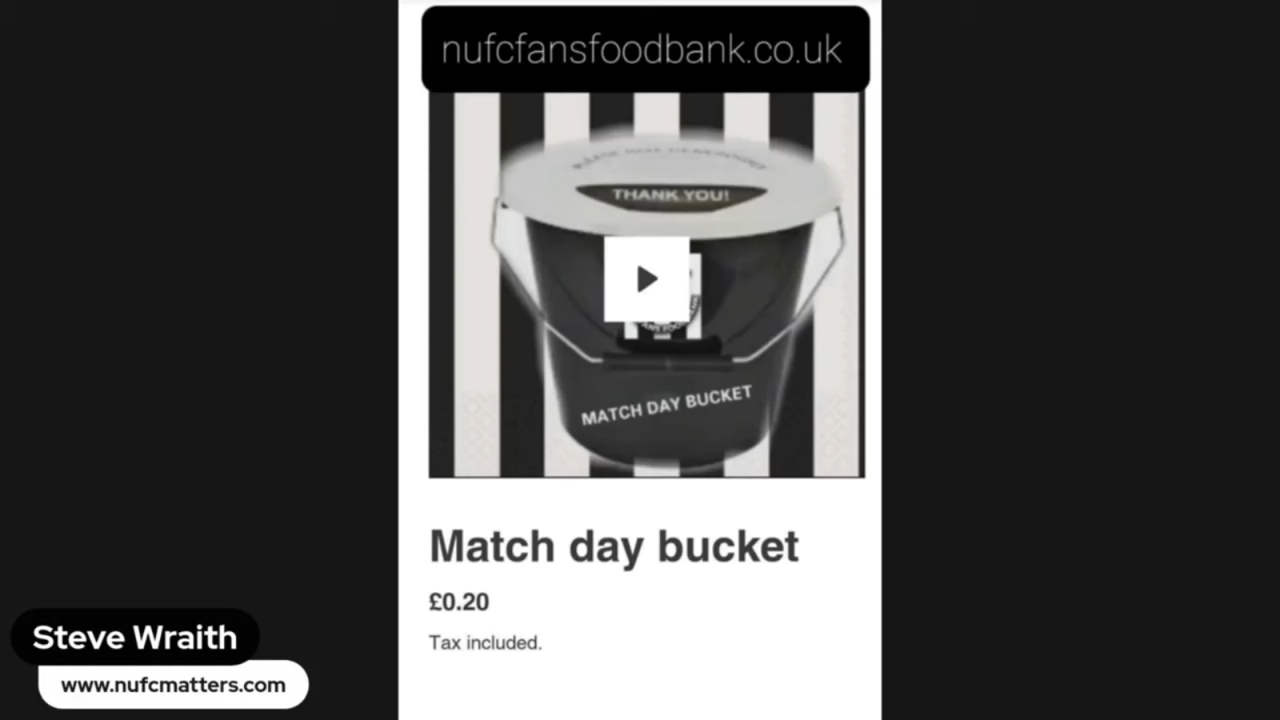 nufcfansfoodbank.co.uk
THANK YOU!
MATCH DAY BUCKET
Match day bucket
£0.20
Tax included.
Steve Wraith
www.nufcmatters.com